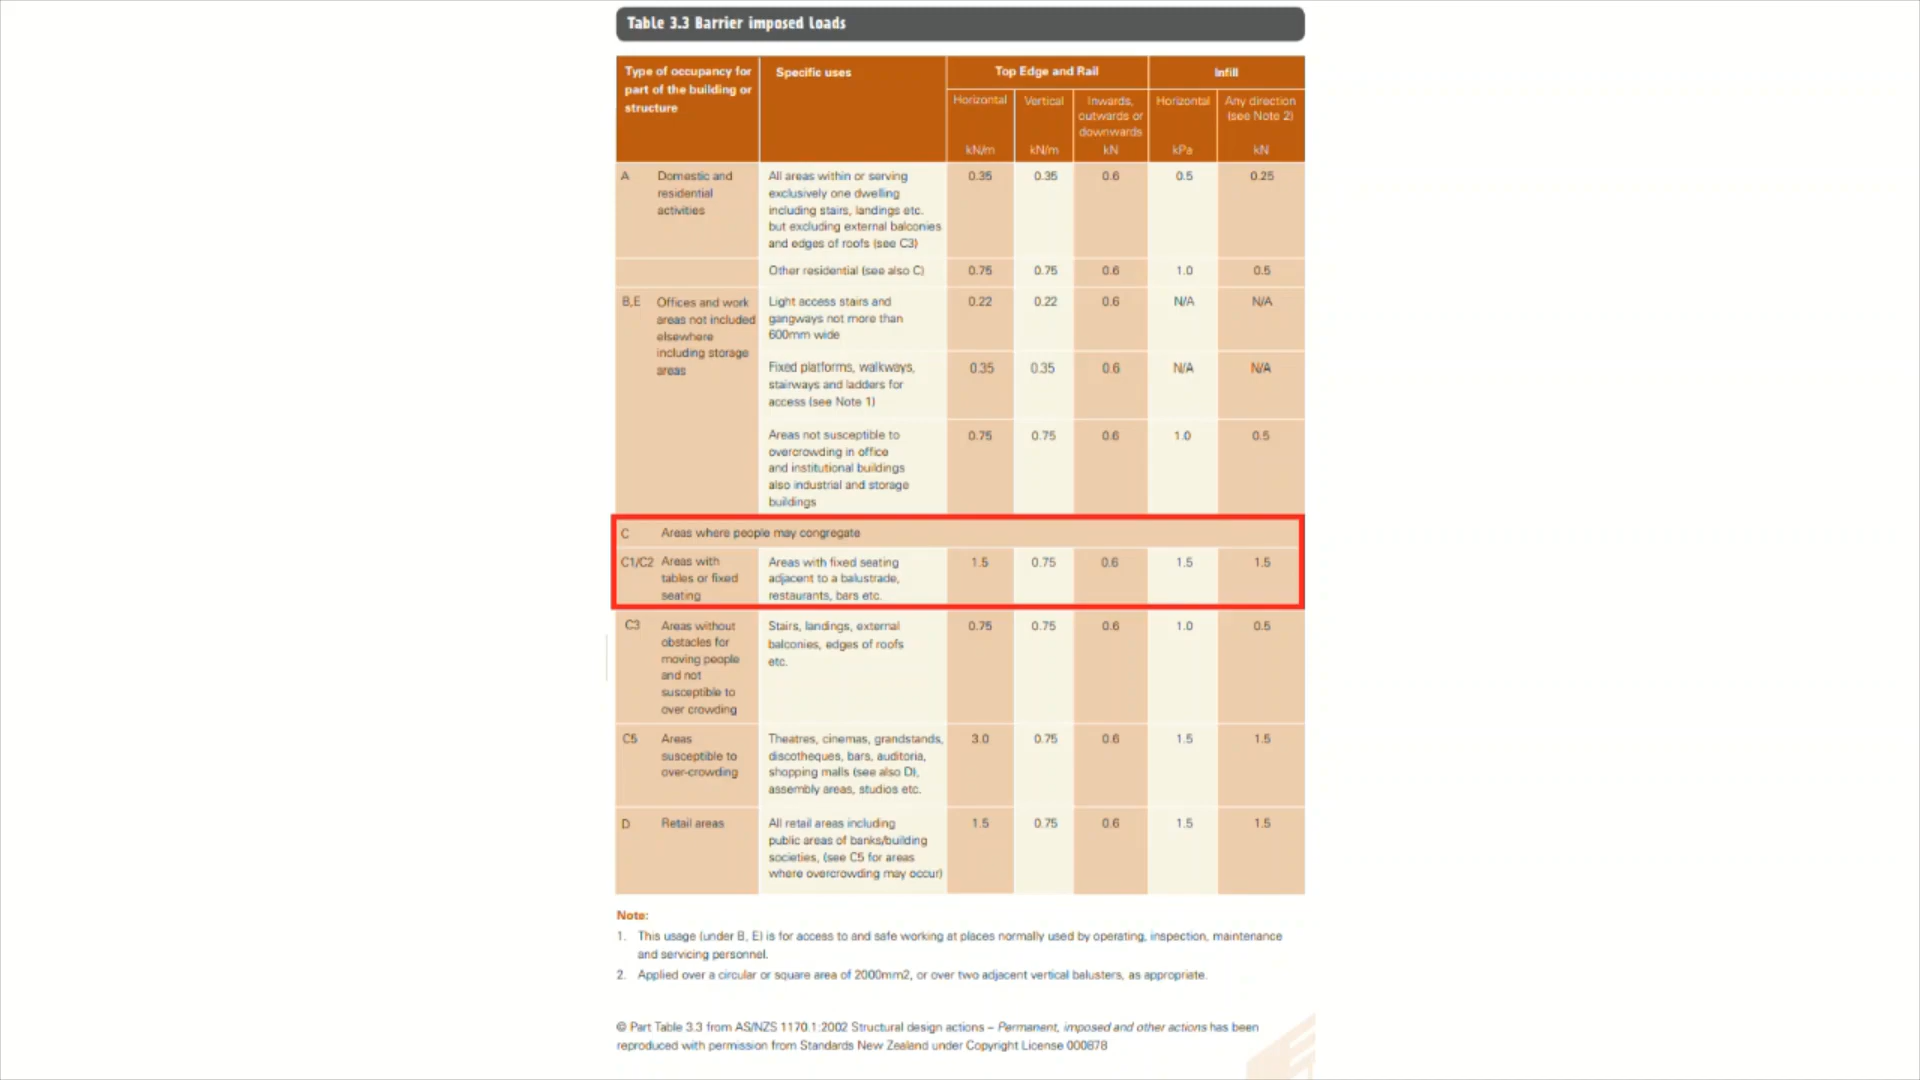 Table 3.3 Barrier imposed loads
Type of occupancy for part of the building or structure
Specific uses
Top Edge and Rail
Infill
Horizontal kN/m
Vertical kN/m
Inwards, outwards or downwards kN
Horizontal kPa
Any direction (see Note 2) kN
A Domestic and residential activities
All areas within or serving exclusively one dwelling including stairs, landings etc. but excluding external balconies and edges of roofs (see C3)
0.35 0.35 0.6 0.5 0.25
Other residential (see also C) 0.75 0.75 0.6 1.0 0.5
B,E Offices and work areas not included elsewhere including storage areas
Light access stairs and gangways not more than 600mm wide
0.22 0.22 0.6 N/A N/A
Fixed platforms, walkways, stairways and ladders for access (see Note 1)
0.35 0.35 0.6 N/A N/A
Areas not susceptible to overcrowding in office and institutional buildings also industrial and storage buildings
0.75 0.75 0.6 1.0 0.5
C Areas where people may congregate
C1/C2 Areas with tables or fixed seating
Areas with fixed seating adjacent to a balustrade, restaurants, bars etc.
1.5 0.75 0.6 1.5 1.5
C3 Areas without obstacles for moving people and not susceptible to over crowding
Stairs, landings, external balconies, edges of roofs etc.
0.75 0.75 0.6 1.0 0.5
C5 Areas susceptible to over-crowding
Theatres, cinemas, grandstands, discotheques, bars, auditoria, shopping malls (see also D), assembly areas, studios etc.
3.0 0.75 0.6 1.5 1.5
D Retail areas
All retail areas including public areas of banks/building societies, (see C5 for areas where overcrowding may occur)
1.5 0.75 0.6 1.5 1.5
Note:
1. This usage (under B, E) is for access to and safe working at places normally used by operating, inspection, maintenance
and servicing personnel.
2. Applied over a circular or square area of 2000mm2, or over two adjacent vertical balusters, as appropriate.
© Part Table 3.3 from AS/NZS 1170.1:2002 Structural design actions – Permanent, imposed and other actions has been
reproduced with permission from Standards New Zealand under Copyright License 000878